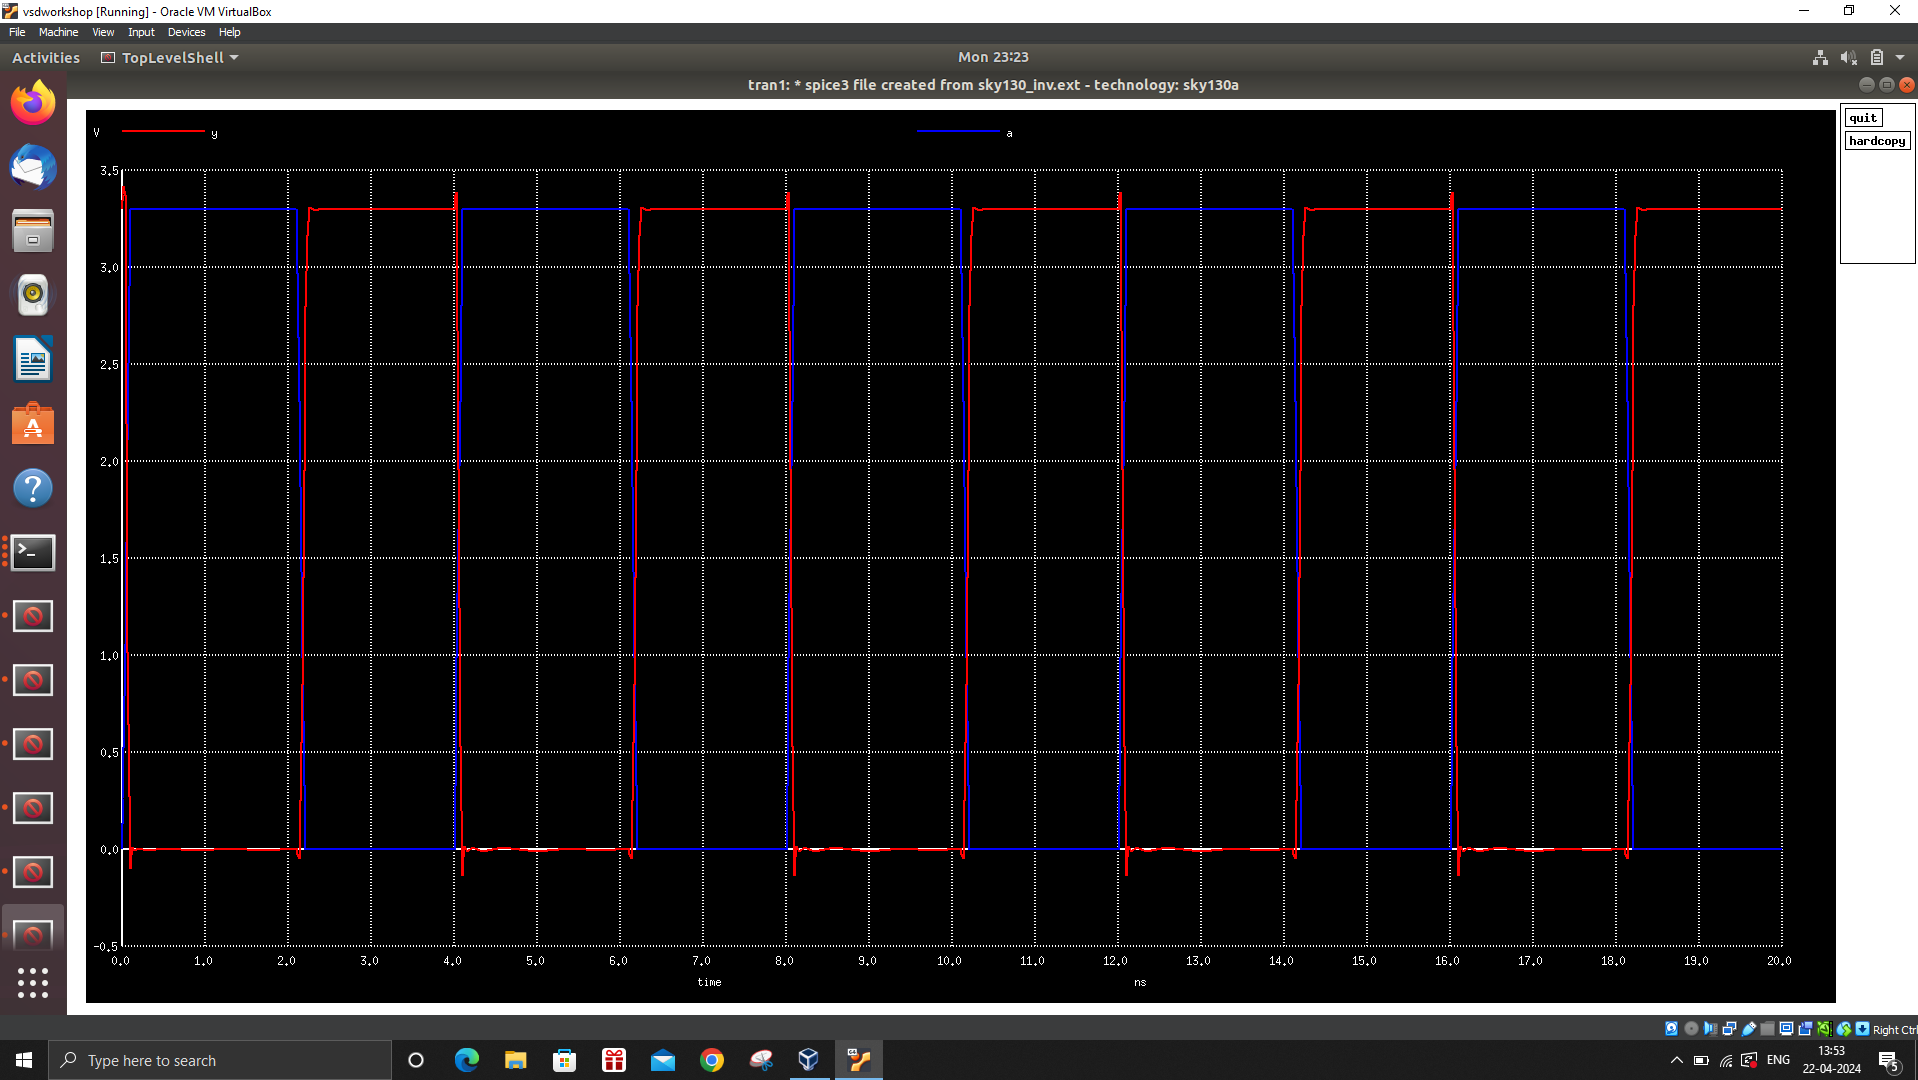 vsdworkshop [Running] - Oracle VM VirtualBox
File Machine View Input Devices Help
Activities TopLevelShell Mon 23:23
tran1: * spice3 file created from sky130_inv.ext - technology: sky130a
quit
hardcopy
V y a
3.5
3.0
2.5
2.0
1.5
1.0
0.5
0.0
-0.5
0.0 1.0 2.0 3.0 4.0 5.0 6.0 7.0 8.0 9.0 10.0 11.0 12.0 13.0 14.0 15.0 16.0 17.0 18.0 19.0 20.0
time ns
Right Ctrl
Type here to search
ENG
13:53
22-04-2024
5